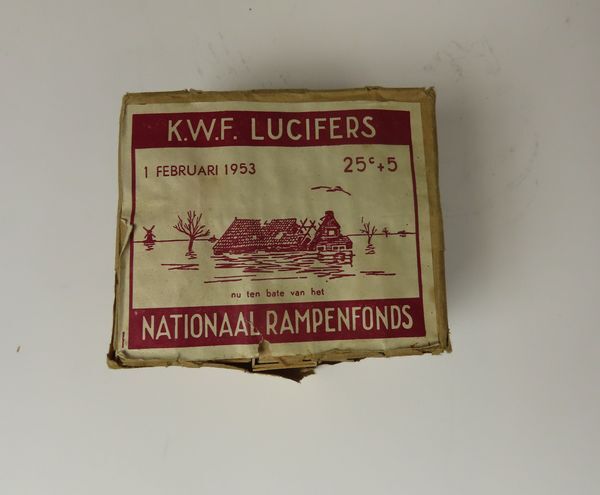 K.W.F. LUCIFERS
1 FEBRUARI 1953 25ᶜ+5
nu ten bate van het
NATIONAAL RAMPENFONDS